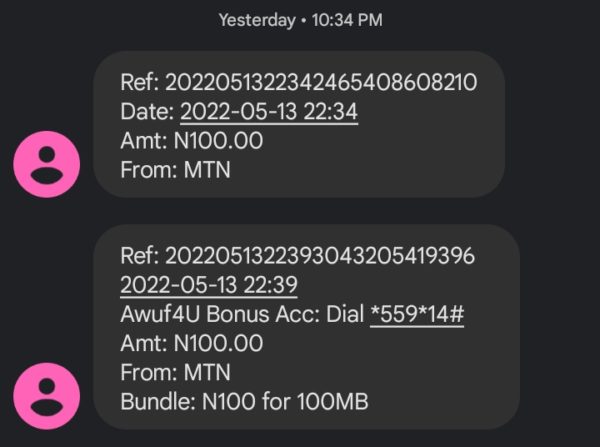 Yesterday • 10:34 PM
Ref: 2022051322342465408608210
Date: 2022-05-13 22:34
Amt: N100.00
From: MTN
Ref: 2022051322393043205419396
2022-05-13 22:39
Awuf4U Bonus Acc: Dial *559*14#
Amt: N100.00
From: MTN
Bundle: N100 for 100MB